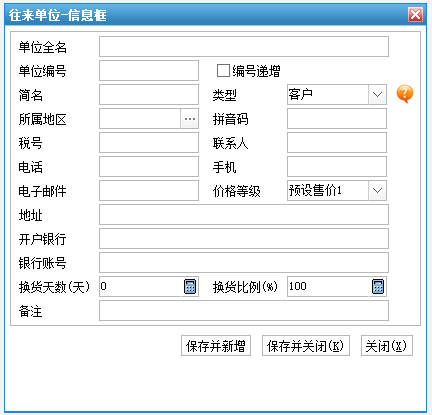 往来单位-信息框
单位全名
单位编号 编号递增
简名 类型 客户
所属地区 ... 拼音码
税号 联系人
电话 手机
电子邮件 价格等级 预设售价1
地址
开户银行
银行账号
换货天数(天) 0 换货比例(%) 100
备注
保存并新增 保存并关闭(K) 关闭(X)